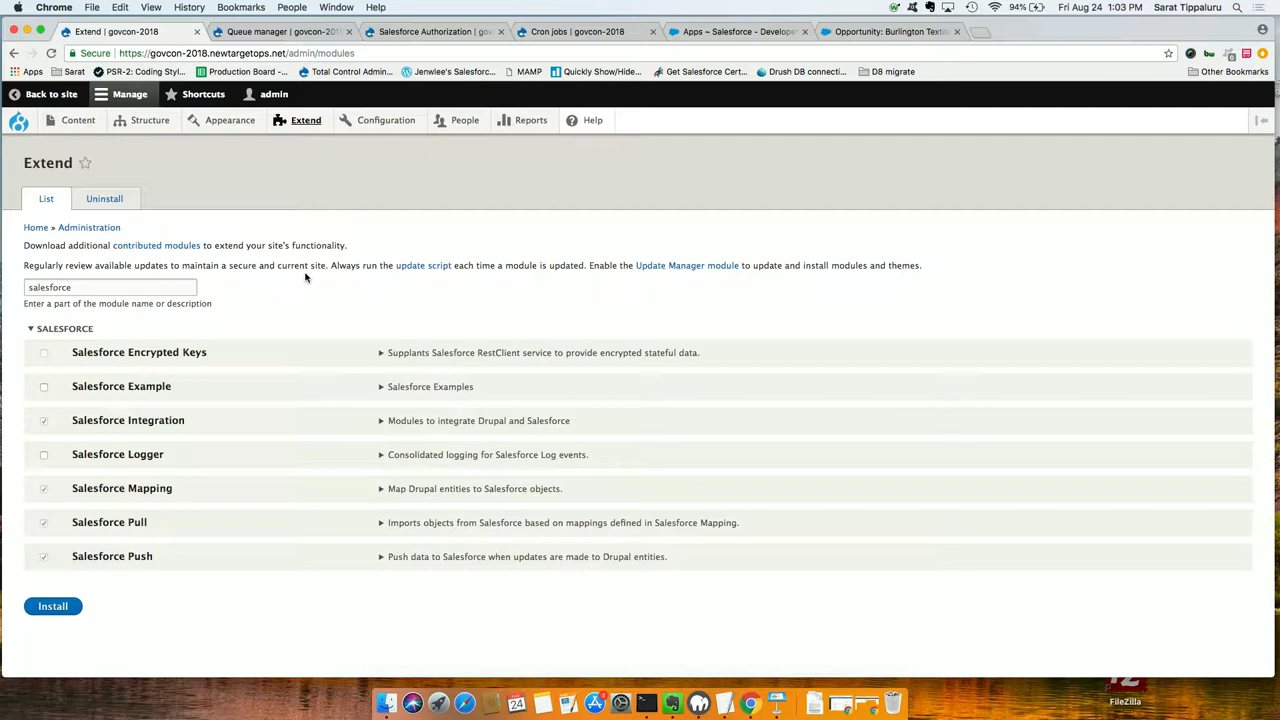 Chrome File Edit View History Bookmarks People Window Help 94% Fri Aug 24 1:03 PM Sarat Tippaluru
Extend | govcon-2018 Queue manager | govcon-2018 Salesforce Authorization | gov Cron jobs | govcon-2018 Apps ~ Salesforce - Develope Opportunity: Burlington Textil
Secure https://govcon-2018.newtargetops.net/admin/modules
Apps Sarat PSR-2: Coding Styl... Production Board -... Total Control Admin... Jenwlee's Salesforc... MAMP Quickly Show/Hide... Get Salesforce Cert... Drush DB connecti... D8 migrate Other Bookmarks
Back to site Manage Shortcuts admin
Content Structure Appearance Extend Configuration People Reports Help
Extend
List Uninstall
Home » Administration
Download additional contributed modules to extend your site's functionality.
Regularly review available updates to maintain a secure and current site. Always run the update script each time a module is updated. Enable the Update Manager module to update and install modules and themes.
salesforce
Enter a part of the module name or description
SALESFORCE
Salesforce Encrypted Keys Supplants Salesforce RestClient service to provide encrypted stateful data.
Salesforce Example Salesforce Examples
Salesforce Integration Modules to integrate Drupal and Salesforce
Salesforce Logger Consolidated logging for Salesforce Log events.
Salesforce Mapping Map Drupal entities to Salesforce objects.
Salesforce Pull Imports objects from Salesforce based on mappings defined in Salesforce Mapping.
Salesforce Push Push data to Salesforce when updates are made to Drupal entities.
Install
24
FileZilla